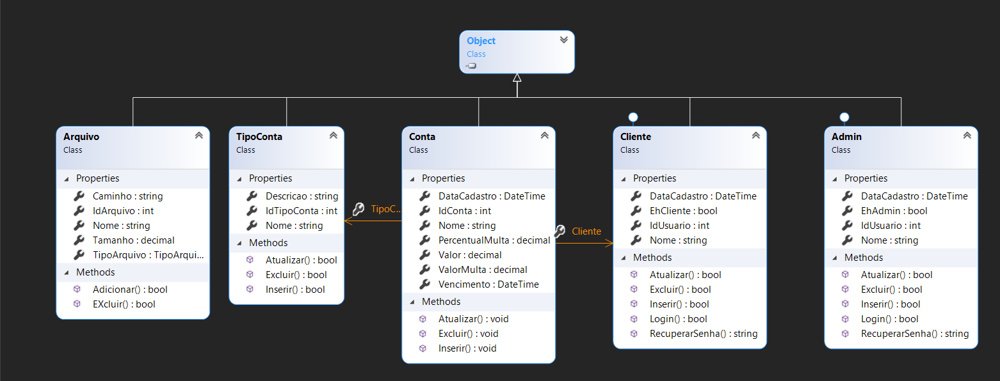 Object
Class
Arquivo
Class
Properties
Caminho : string
IdArquivo : int
Nome : string
Tamanho : decimal
TipoArquivo : TipoArqui...
Methods
Adicionar() : bool
EXcluir() : bool
TipoConta
Class
Properties
Descricao : string
IdTipoConta : int
Nome : string
Methods
Atualizar() : bool
Excluir() : bool
Inserir() : bool
TipoC...
Conta
Class
Properties
DataCadastro : DateTime
IdConta : int
Nome : string
PercentualMulta : decimal
Valor : decimal
ValorMulta : decimal
Vencimento : DateTime
Methods
Atualizar() : void
Excluir() : void
Inserir() : void
Cliente
Cliente
Class
Properties
DataCadastro : DateTime
EhCliente : bool
IdUsuario : int
Nome : string
Methods
Atualizar() : bool
Excluir() : bool
Inserir() : bool
Login() : bool
RecuperarSenha() : string
Admin
Class
Properties
DataCadastro : DateTime
EhAdmin : bool
IdUsuario : int
Nome : string
Methods
Atualizar() : bool
Excluir() : bool
Inserir() : bool
Login() : bool
RecuperarSenha() : string